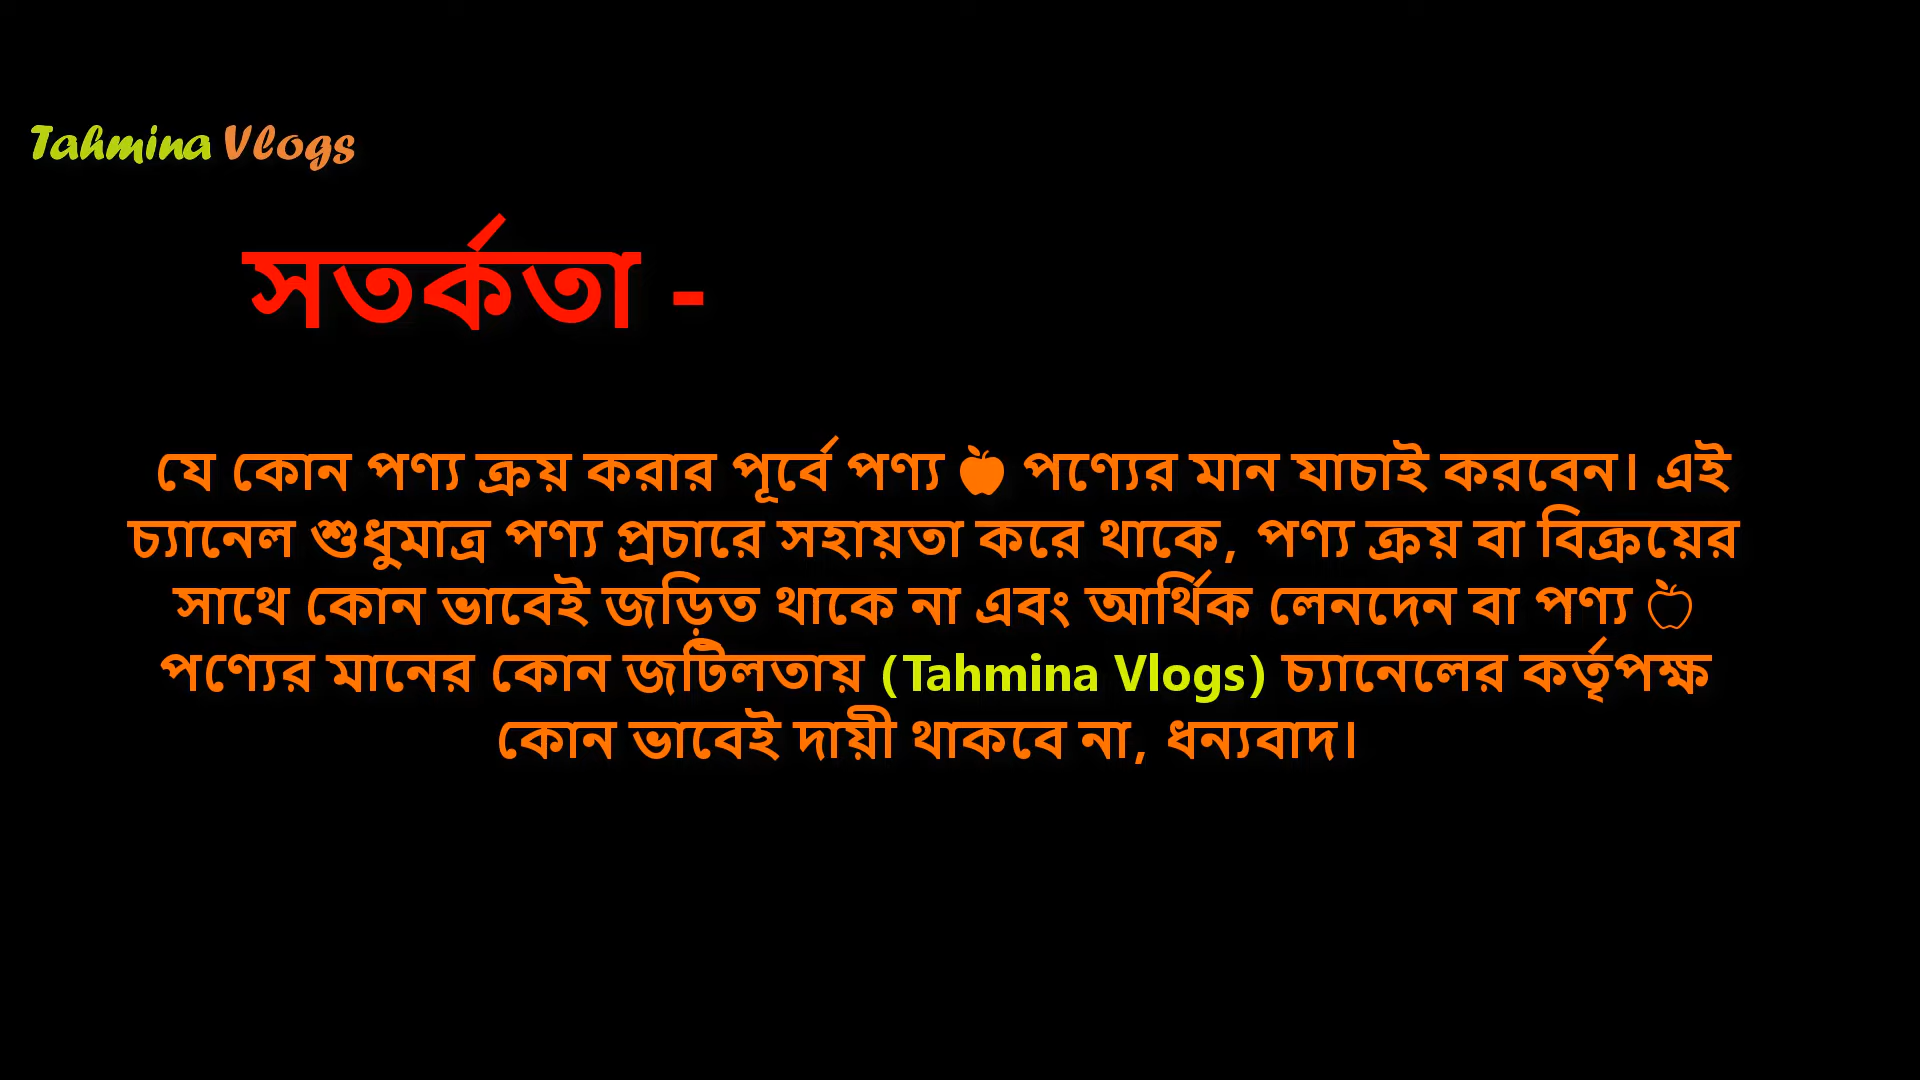 Tahmina Vlogs
সতর্কতা -
যে কোন পণ্য ক্রয় করার পূর্বে পণ্য 🍎 পণ্যের মান যাচাই করবেন। এই
চ্যানেল শুধুমাত্র পণ্য প্রচারে সহায়তা করে থাকে, পণ্য ক্রয় বা বিক্রয়ের
সাথে কোন ভাবেই জড়িত থাকে না এবং আর্থিক লেনদেন বা পণ্য 🍎
পণ্যের মানের কোন জটিলতায় (Tahmina Vlogs) চ্যানেলের কর্তৃপক্ষ
কোন ভাবেই দায়ী থাকবে না, ধন্যবাদ।